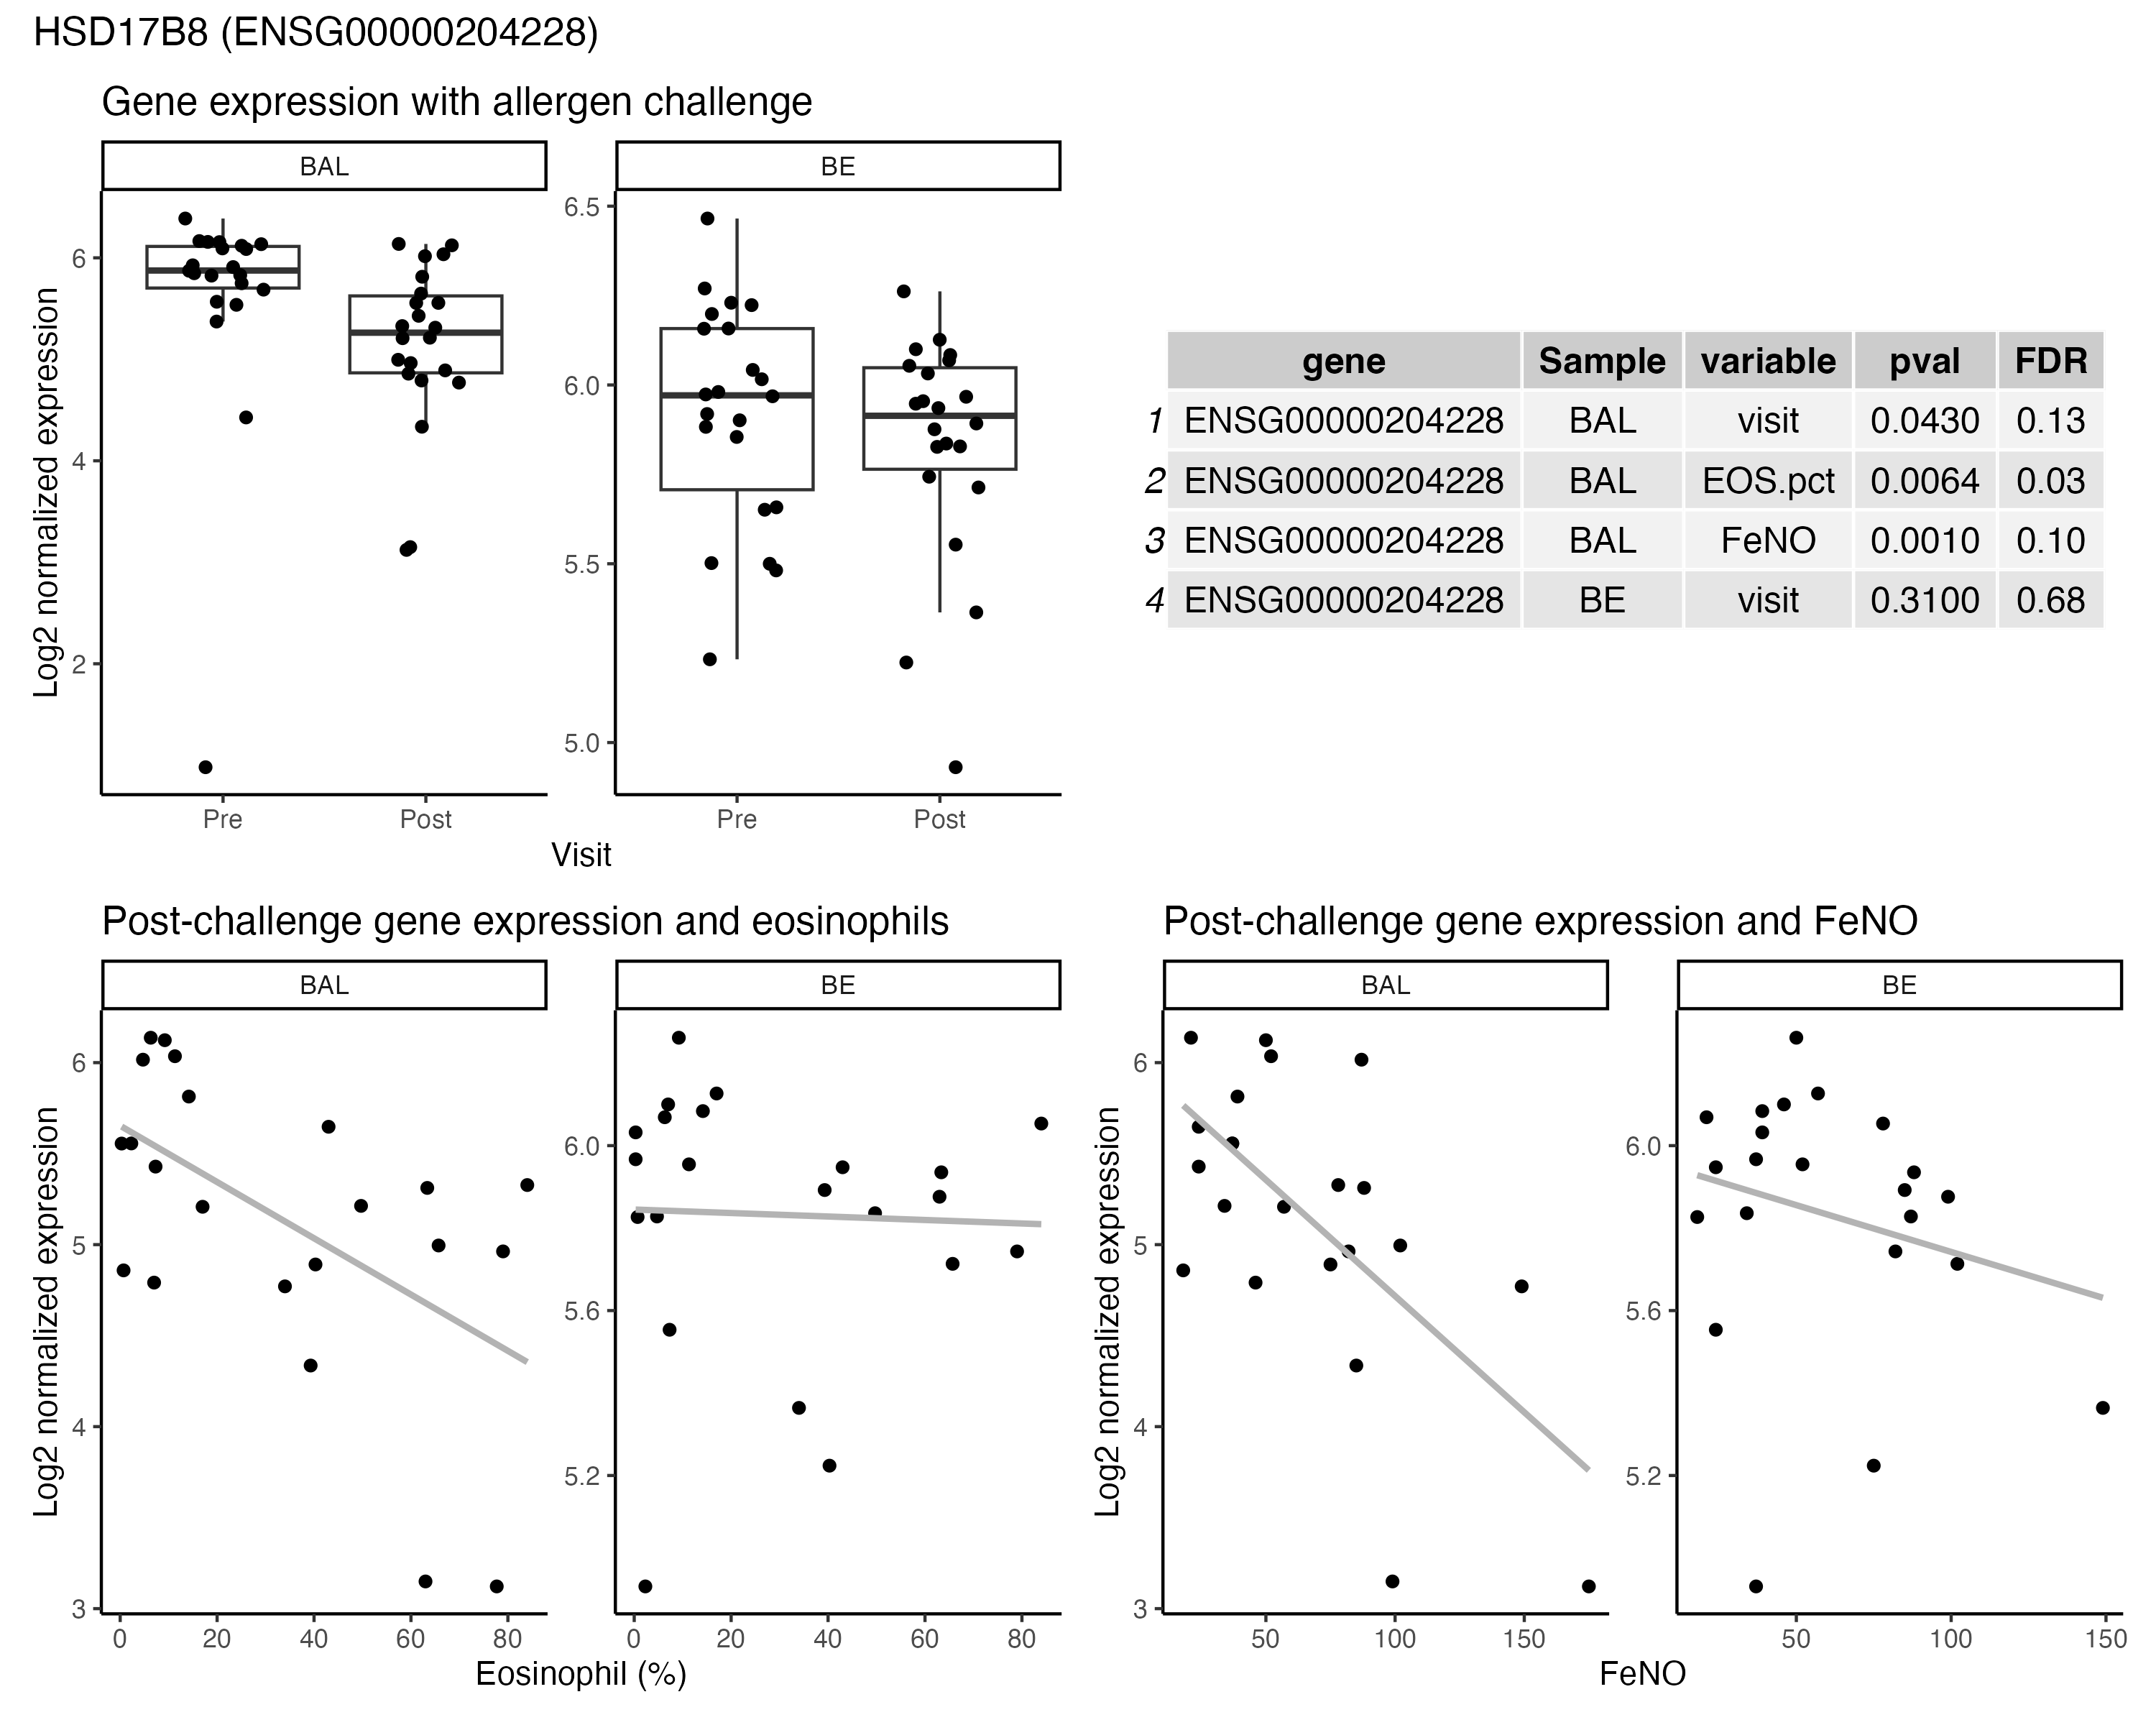 HSD17B8 (ENSG00000204228)
Gene expression with allergen challenge
BAL
BE
Log2 normalized expression
6
4
2
6.5
6.0
5.5
5.0
Pre
Post
Pre
Post
Visit
gene Sample variable pval FDR
1 ENSG00000204228 BAL visit 0.0430 0.13
2 ENSG00000204228 BAL EOS.pct 0.0064 0.03
3 ENSG00000204228 BAL FeNO 0.0010 0.10
4 ENSG00000204228 BE visit 0.3100 0.68
Post-challenge gene expression and eosinophils
BAL
BE
Log2 normalized expression
6
5
4
3
6.0
5.6
5.2
0 20 40 60 80
0 20 40 60 80
Eosinophil (%)
Post-challenge gene expression and FeNO
BAL
BE
Log2 normalized expression
6
5
4
3
6.0
5.6
5.2
50 100 150
50 100 150
FeNO